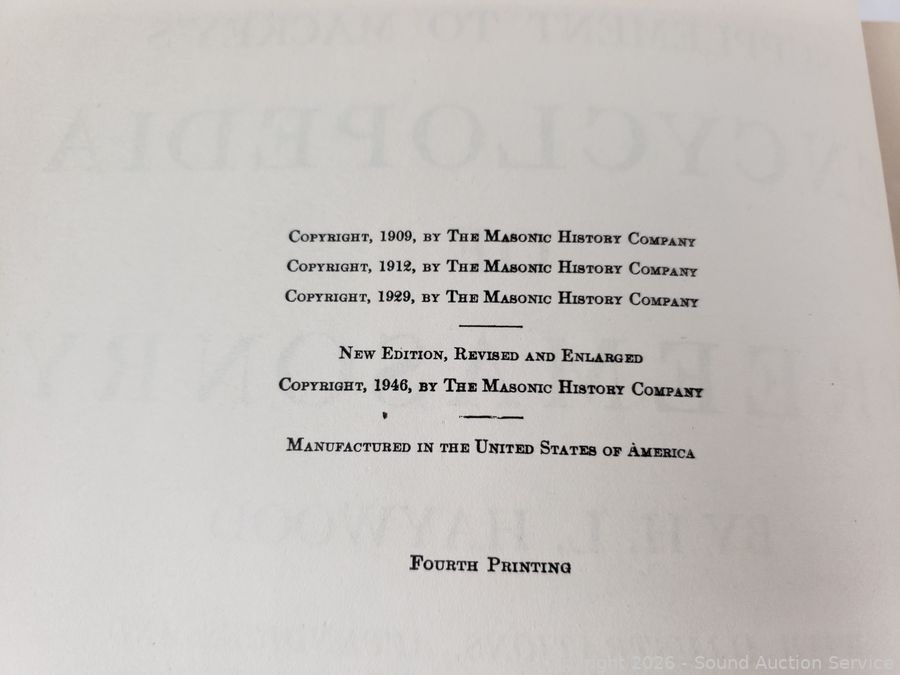 Copyright, 1909, by The Masonic History Company
Copyright, 1912, by The Masonic History Company
Copyright, 1929, by The Masonic History Company
New Edition, Revised and Enlarged
Copyright, 1946, by The Masonic History Company
Manufactured in the United States of America
BY H. L. HAYWOOD
Fourth Printing
2026 - Sound Auction Service